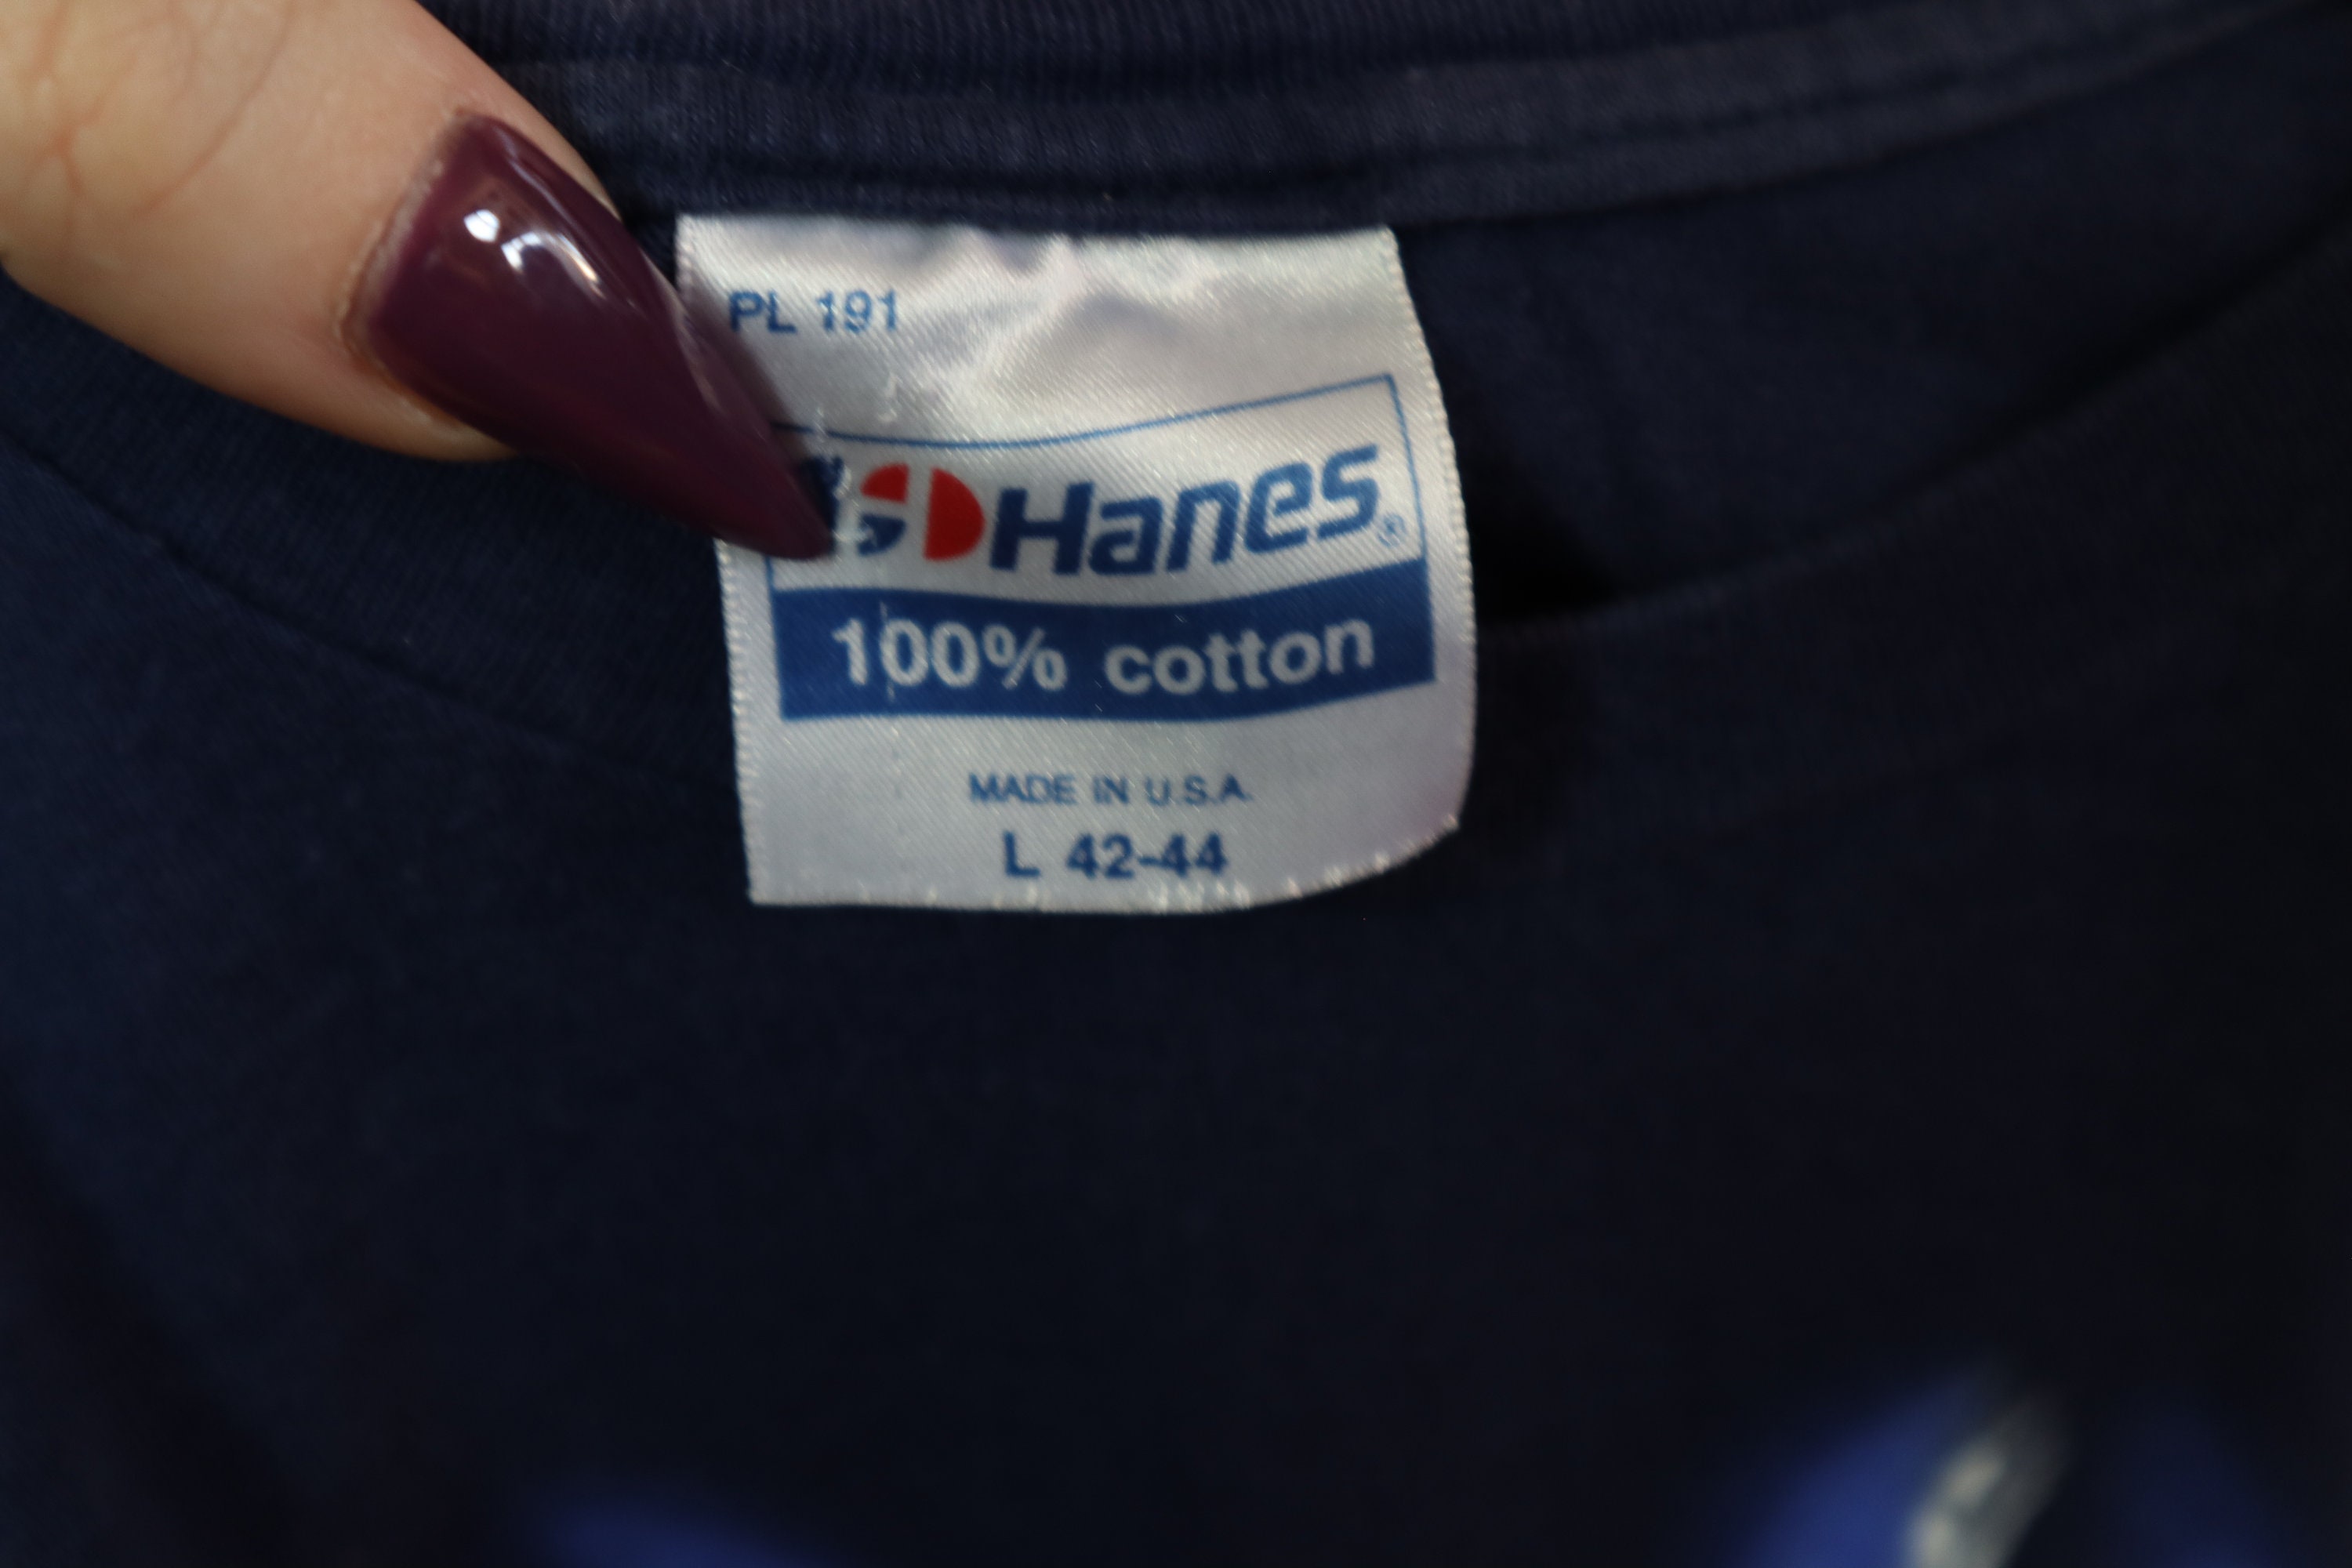 PL 191
Hanes®
100% cotton
MADE IN U.S.A.
L 42-44